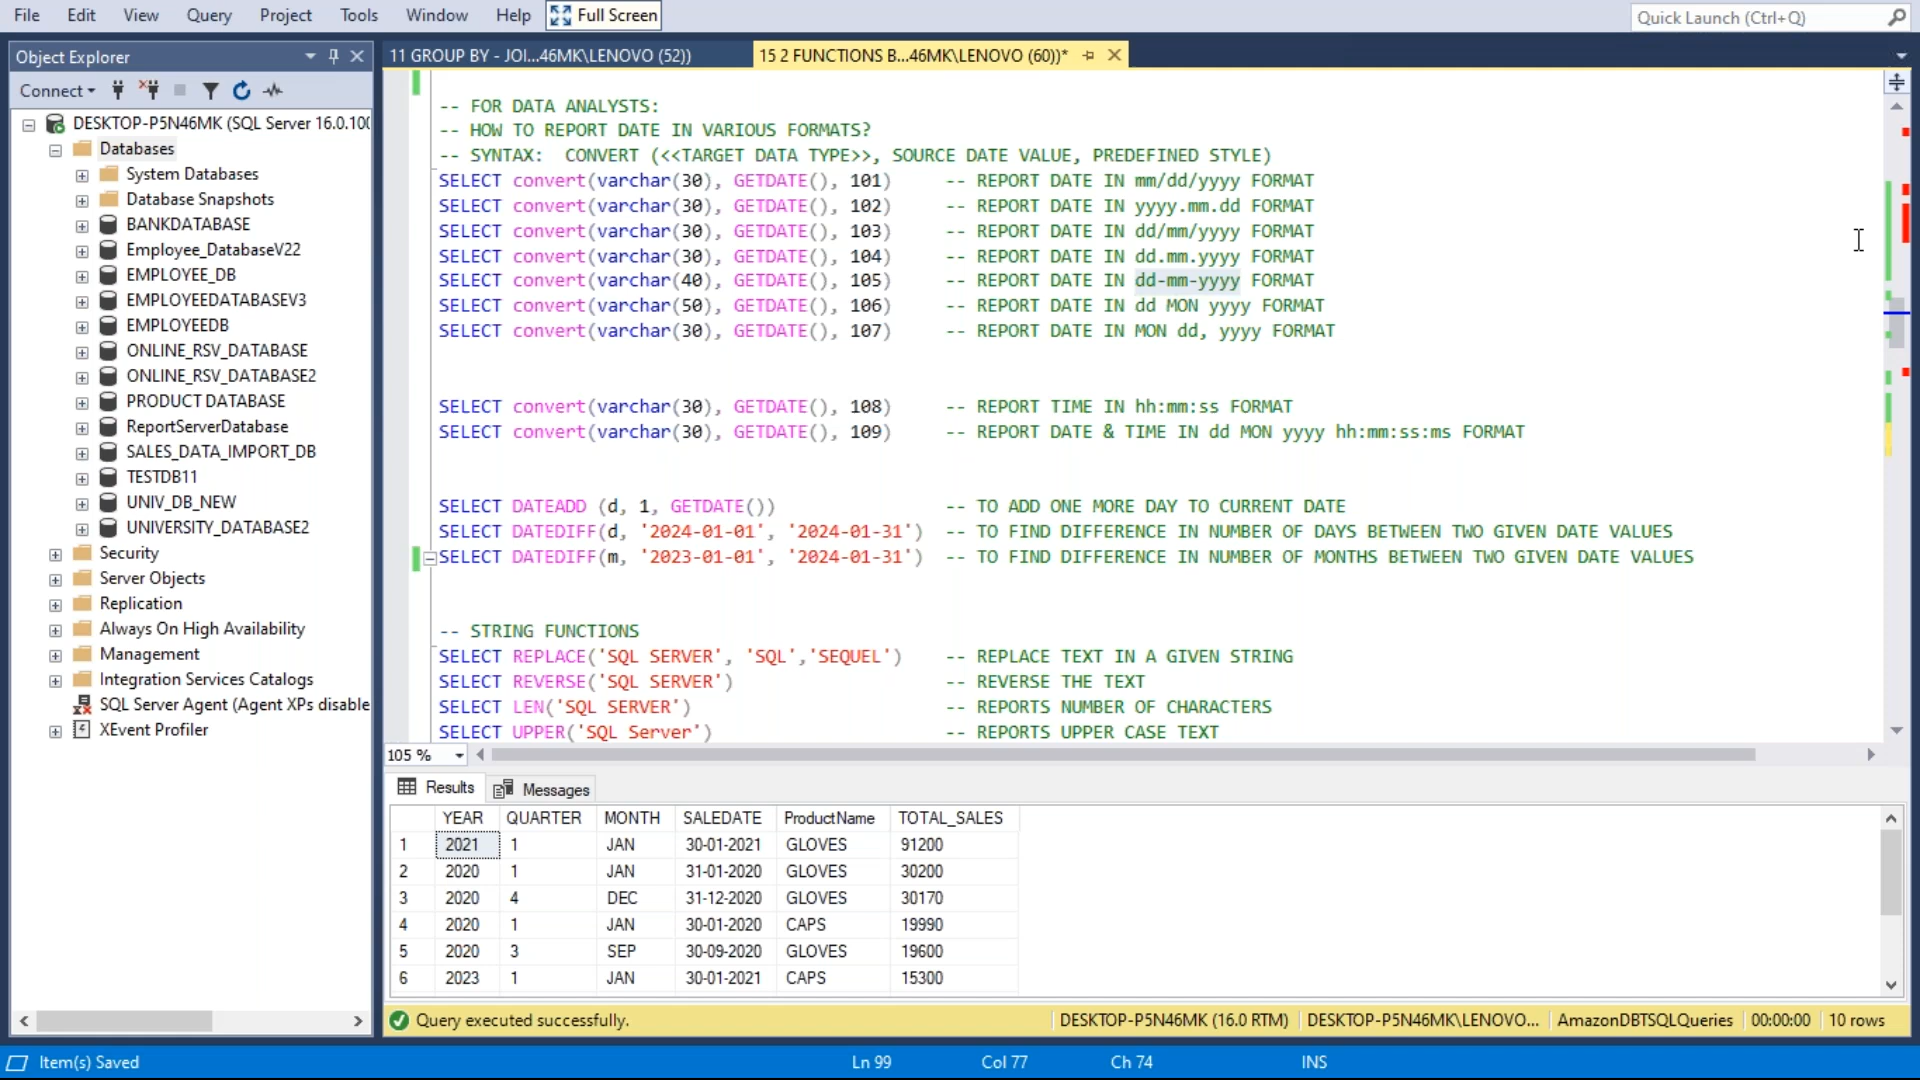 File Edit View Query Project Tools Window Help Full Screen
Quick Launch (Ctrl+Q)
Object Explorer
Connect
DESKTOP-P5N46MK (SQL Server 16.0.100
Databases
System Databases
Database Snapshots
BANKDATABASE
Employee_DatabaseV22
EMPLOYEE_DB
EMPLOYEEDATABASEV3
EMPLOYEEDB
ONLINE_RSV_DATABASE
ONLINE_RSV_DATABASE2
PRODUCT DATABASE
ReportServerDatabase
SALES_DATA_IMPORT_DB
TESTDB11
UNIV_DB_NEW
UNIVERSITY_DATABASE2
Security
Server Objects
Replication
Always On High Availability
Management
Integration Services Catalogs
SQL Server Agent (Agent XPs disable
XEvent Profiler
11 GROUP BY - JOI...46MK\LENOVO (52))
15 2 FUNCTIONS B...46MK\LENOVO (60))*
-- FOR DATA ANALYSTS:
-- HOW TO REPORT DATE IN VARIOUS FORMATS?
-- SYNTAX:  CONVERT (<<TARGET DATA TYPE>>, SOURCE DATE VALUE, PREDEFINED STYLE)
SELECT convert(varchar(30), GETDATE(), 101)     -- REPORT DATE IN mm/dd/yyyy FORMAT
SELECT convert(varchar(30), GETDATE(), 102)     -- REPORT DATE IN yyyy.mm.dd FORMAT
SELECT convert(varchar(30), GETDATE(), 103)     -- REPORT DATE IN dd/mm/yyyy FORMAT
SELECT convert(varchar(30), GETDATE(), 104)     -- REPORT DATE IN dd.mm.yyyy FORMAT
SELECT convert(varchar(40), GETDATE(), 105)     -- REPORT DATE IN dd-mm-yyyy FORMAT
SELECT convert(varchar(50), GETDATE(), 106)     -- REPORT DATE IN dd MON yyyy FORMAT
SELECT convert(varchar(30), GETDATE(), 107)     -- REPORT DATE IN MON dd, yyyy FORMAT
SELECT convert(varchar(30), GETDATE(), 108)     -- REPORT TIME IN hh:mm:ss FORMAT
SELECT convert(varchar(30), GETDATE(), 109)     -- REPORT DATE & TIME IN dd MON yyyy hh:mm:ss:ms FORMAT
SELECT DATEADD (d, 1, GETDATE())                -- TO ADD ONE MORE DAY TO CURRENT DATE
SELECT DATEDIFF(d, '2024-01-01', '2024-01-31')  -- TO FIND DIFFERENCE IN NUMBER OF DAYS BETWEEN TWO GIVEN DATE VALUES
SELECT DATEDIFF(m, '2023-01-01', '2024-01-31')  -- TO FIND DIFFERENCE IN NUMBER OF MONTHS BETWEEN TWO GIVEN DATE VALUES
-- STRING FUNCTIONS
SELECT REPLACE('SQL SERVER', 'SQL','SEQUEL')    -- REPLACE TEXT IN A GIVEN STRING
SELECT REVERSE('SQL SERVER')                    -- REVERSE THE TEXT
SELECT LEN('SQL SERVER')                        -- REPORTS NUMBER OF CHARACTERS
SELECT UPPER('SQL Server')                      -- REPORTS UPPER CASE TEXT
105 %
Results Messages
YEAR QUARTER MONTH SALEDATE ProductName TOTAL_SALES
1 2021 1 JAN 30-01-2021 GLOVES 91200
2 2020 1 JAN 31-01-2020 GLOVES 30200
3 2020 4 DEC 31-12-2020 GLOVES 30170
4 2020 1 JAN 30-01-2020 CAPS 19990
5 2020 3 SEP 30-09-2020 GLOVES 19600
6 2023 1 JAN 30-01-2021 CAPS 15300
Query executed successfully. DESKTOP-P5N46MK (16.0 RTM) DESKTOP-P5N46MK\LENOVO... AmazonDBTSQLQueries 00:00:00 10 rows
Item(s) Saved Ln 99 Col 77 Ch 74 INS